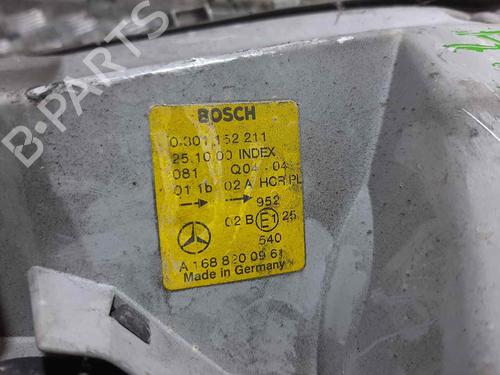 BOSCH
0 301 152 211
25.10.00 INDEX
081 Q04 . 04
01 1b 02 A HCR PL
952
02 B E1 25
540
A 168 820 09 61
Made in Germany
B-PARTS